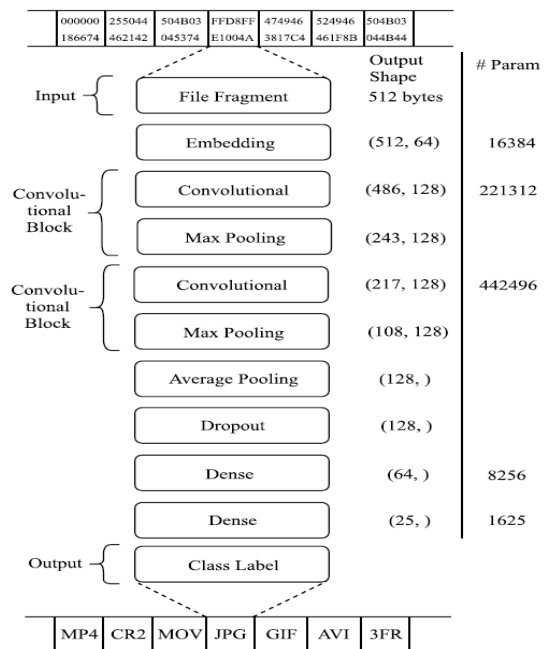 000000 255044 504B03 FFD8FF 474946 524946 504B03
186674 462142 045374 E1004A 3817C4 461F8B 044B44
Output
Shape
# Param
Input
File Fragment
512 bytes
Embedding
(512, 64)
16384
Convolu-
tional
Block
Convolutional
(486, 128)
221312
Max Pooling
(243, 128)
Convolu-
tional
Block
Convolutional
(217, 128)
442496
Max Pooling
(108, 128)
Average Pooling
(128, )
Dropout
(128, )
Dense
(64, )
8256
Dense
(25, )
1625
Output
Class Label
MP4 CR2 MOV JPG GIF AVI 3FR